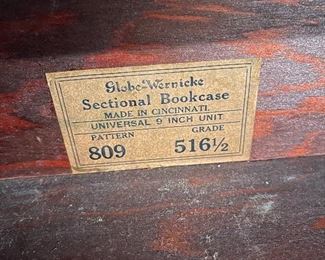 Globe-Wernicke
Sectional Bookcase
MADE IN CINCINNATI.
UNIVERSAL 9 INCH UNIT
PATTERN GRADE
809 516½